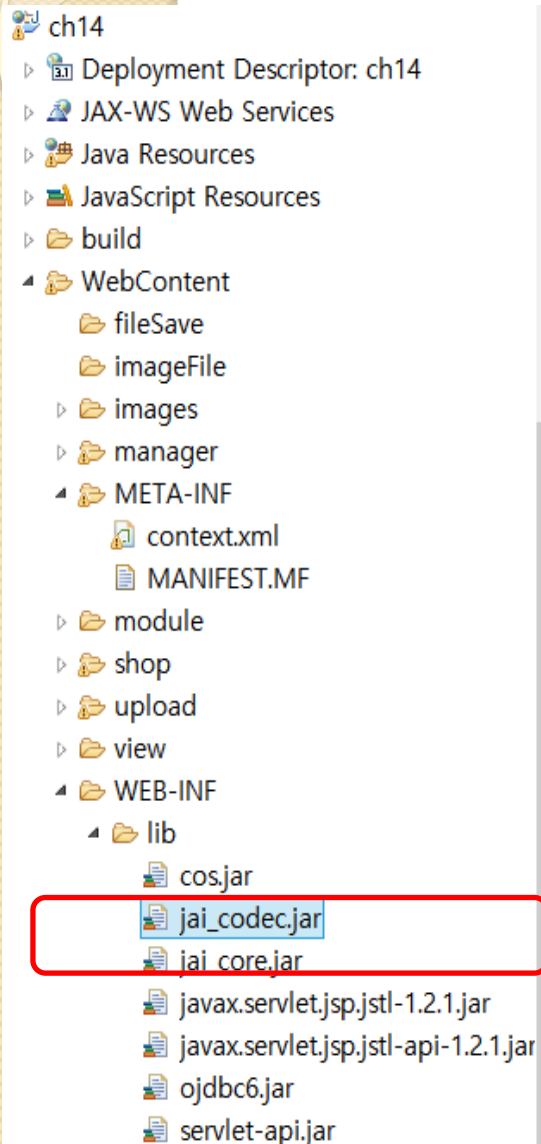 ch14
Deployment Descriptor: ch14
JAX-WS Web Services
Java Resources
JavaScript Resources
build
WebContent
fileSave
imageFile
images
manager
META-INF
context.xml
MANIFEST.MF
module
shop
upload
view
WEB-INF
lib
cos.jar
jai_codec.jar
jai_core.jar
javax.servlet.jsp.jstl-1.2.1.jar
javax.servlet.jsp.jstl-api-1.2.1.jar
ojdbc6.jar
servlet-api.jar